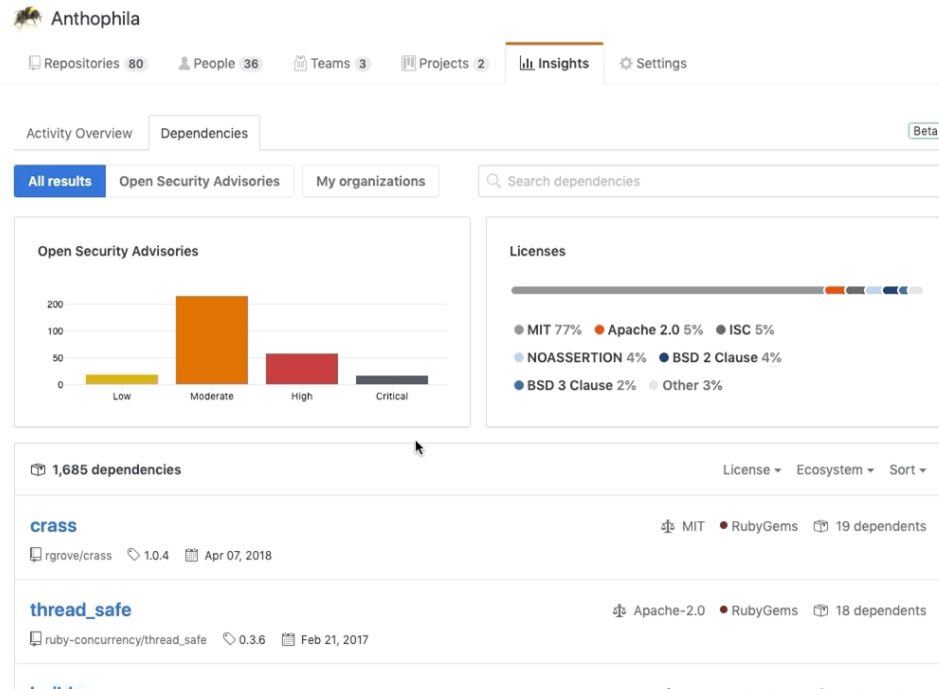 Anthophila
Repositories 80 People 36 Teams 3 Projects 2 Insights Settings
Activity Overview Dependencies Beta
All results Open Security Advisories My organizations Search dependencies
Open Security Advisories
200
100
50
0
Low Moderate High Critical
Licenses
MIT 77% Apache 2.0 5% ISC 5%
NOASSERTION 4% BSD 2 Clause 4%
BSD 3 Clause 2% Other 3%
1,685 dependencies License Ecosystem Sort
crass MIT RubyGems 19 dependents
rgrove/crass 1.0.4 Apr 07, 2018
thread_safe Apache-2.0 RubyGems 18 dependents
ruby-concurrency/thread_safe 0.3.6 Feb 21, 2017